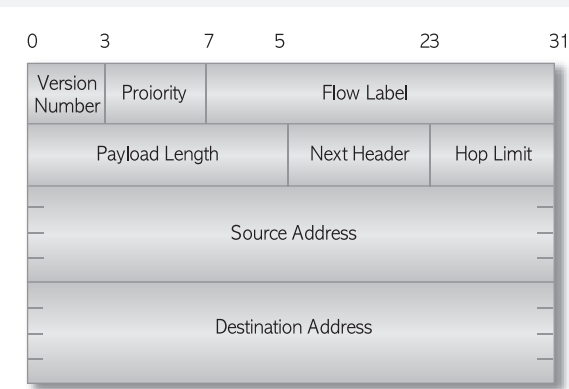 0 3 7 5 23 31
Version Number Proiority Flow Label
Payload Length Next Header Hop Limit
Source Address
Destination Address